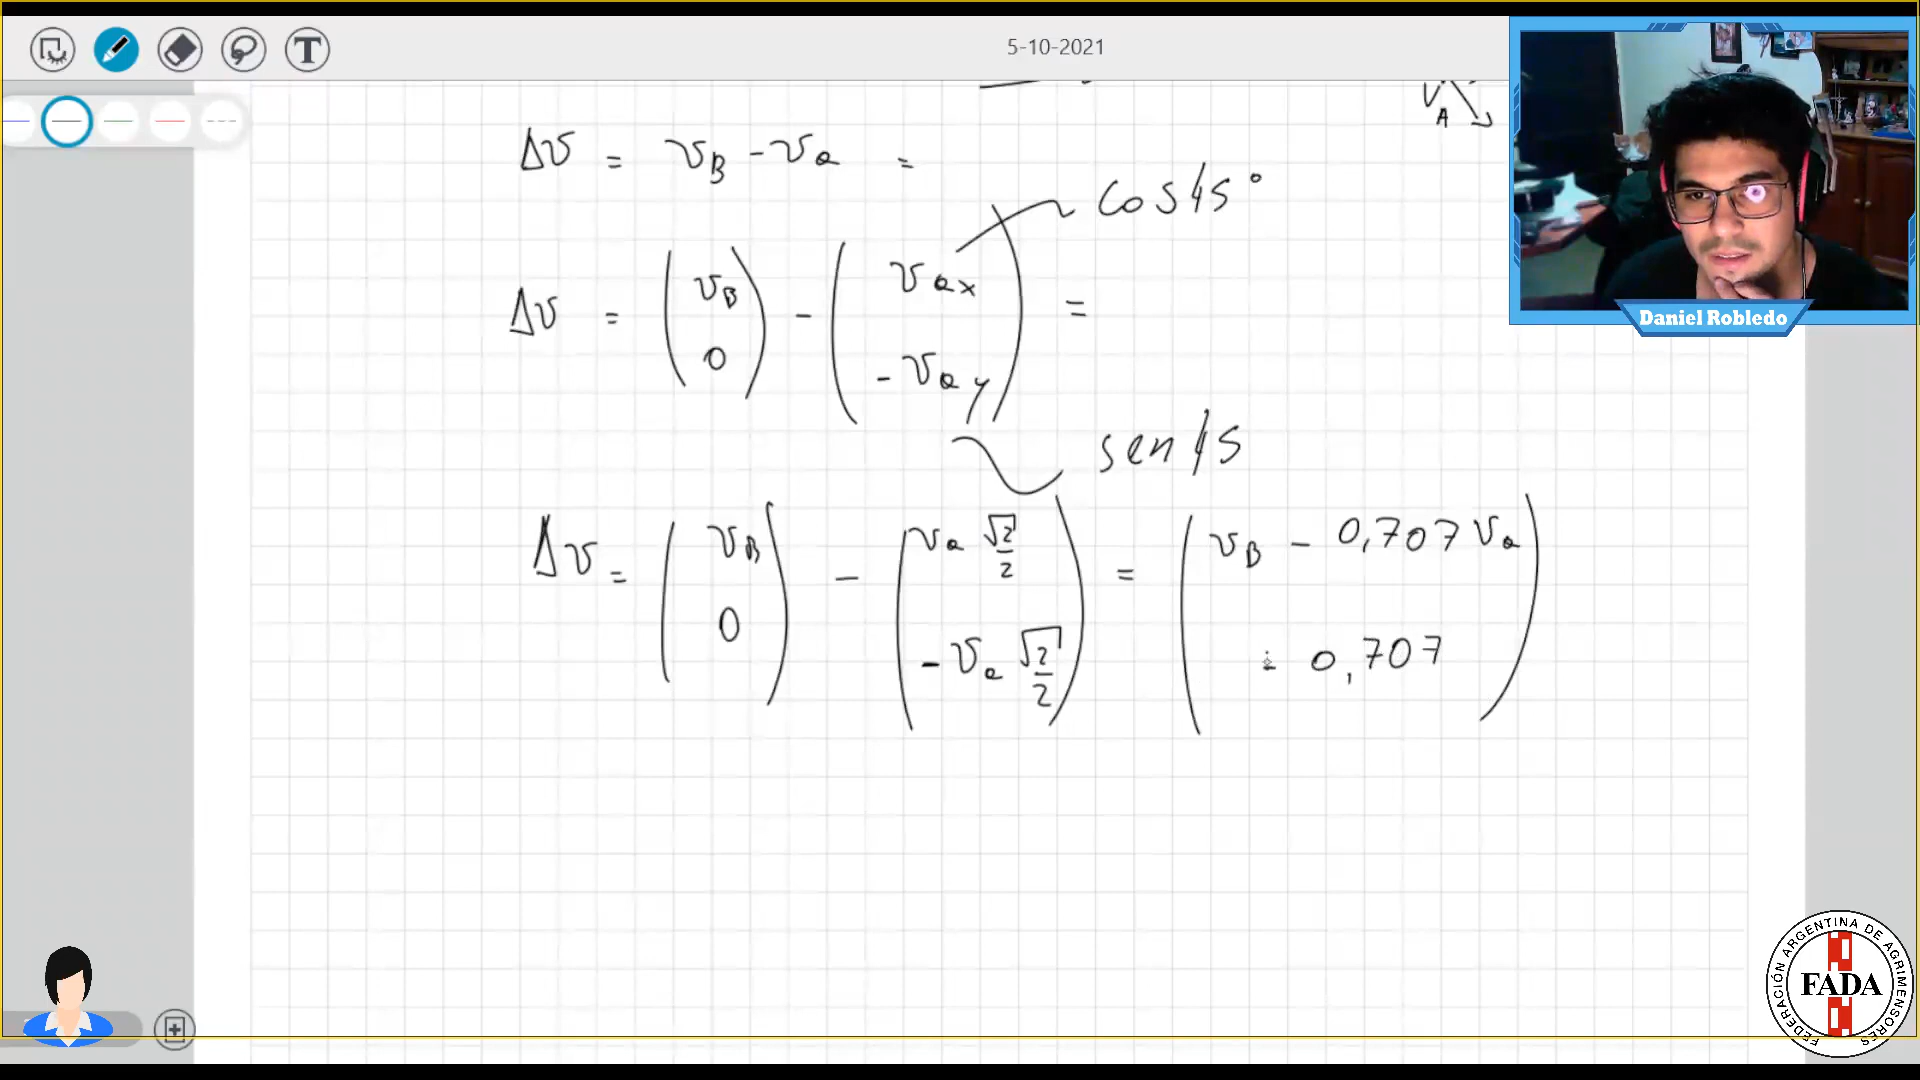 T
5-10-2021
V_A
Δv = v_B - v_a =
cos 45°
Δv = (v_B 0) - (v_ax -v_ay) =
sen 45
Δv = (v_B 0) - (v_a √2/2 -v_a √2/2) = (v_B - 0,707 v_a - 0,707)
Daniel Robledo
FEDERACIÓN ARGENTINA DE AGRIMENSORES
FADA